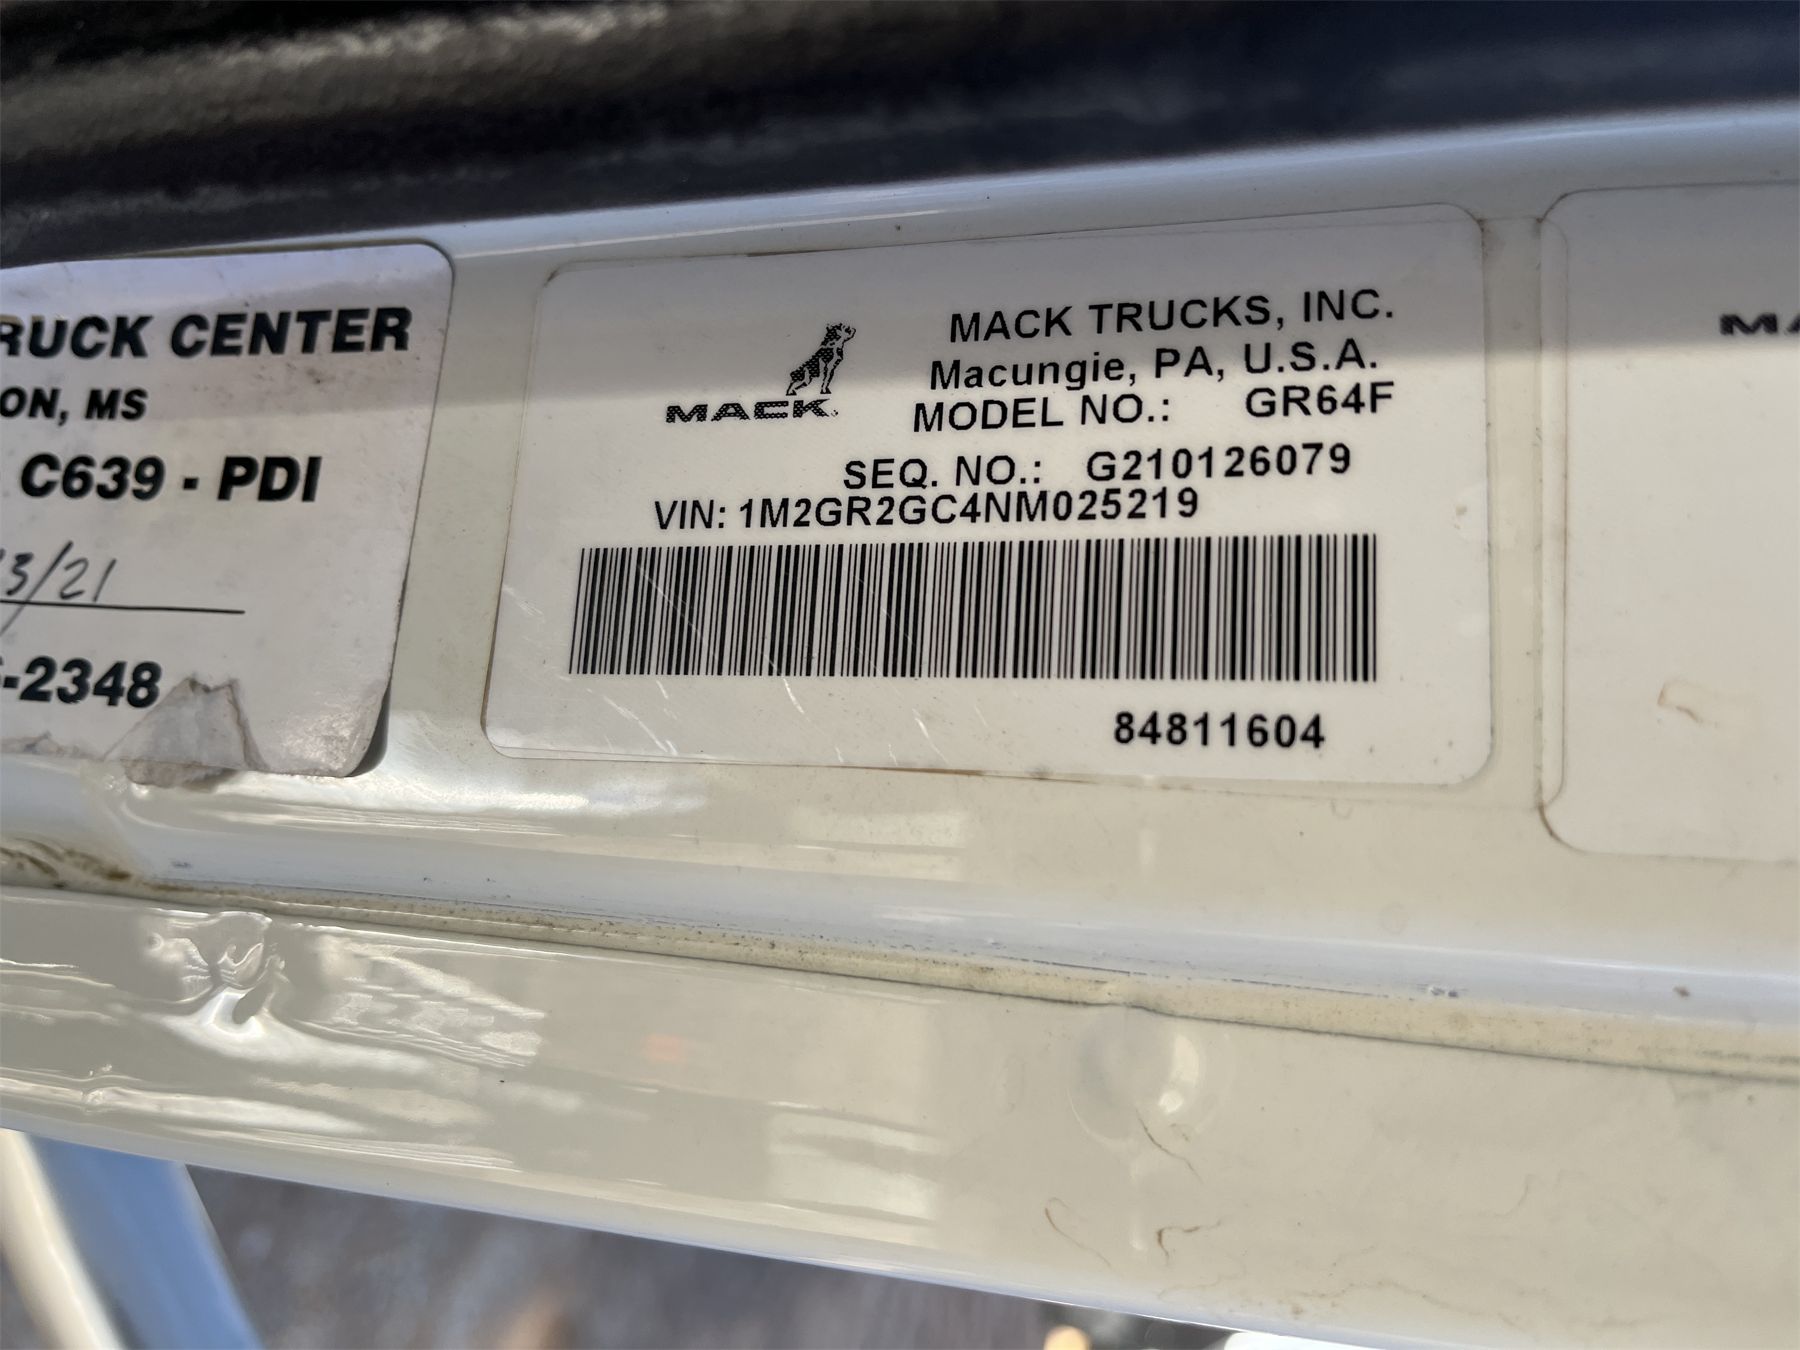 RUCK CENTER
ON, MS
C639 - PDI
3/21
-2348
MACK
MACK TRUCKS, INC.
Macungie, PA, U.S.A.
MODEL NO.: GR64F
SEQ. NO.: G210126079
VIN: 1M2GR2GC4NM025219
84811604
MA